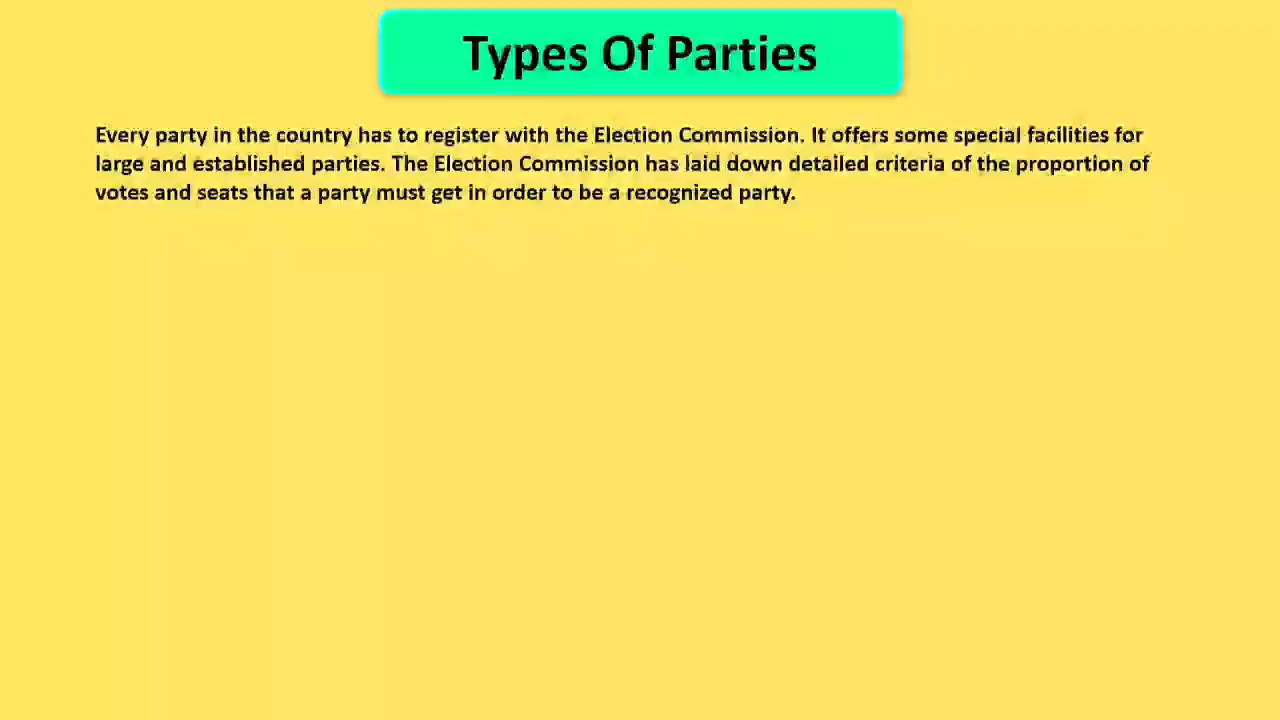 Types Of Parties
Every party in the country has to register with the Election Commission. It offers some special facilities for
large and established parties. The Election Commission has laid down detailed criteria of the proportion of
votes and seats that a party must get in order to be a recognized party.